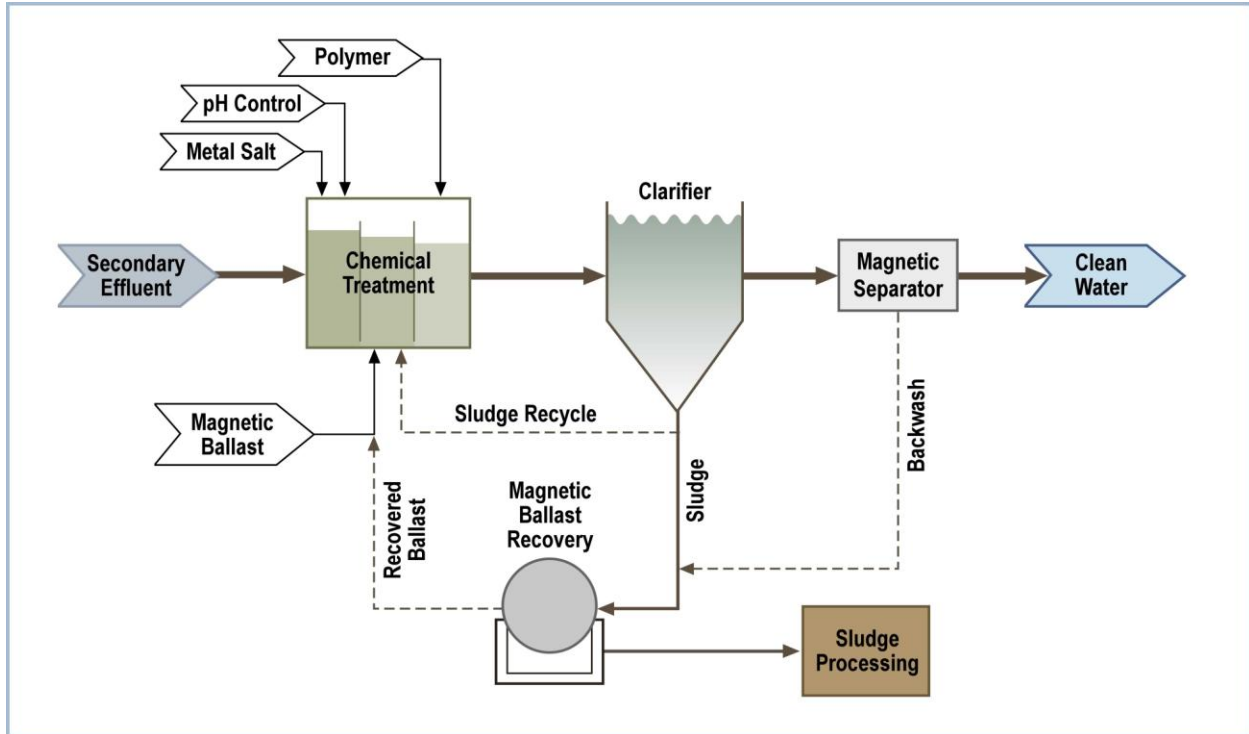 Polymer
pH Control
Metal Salt
Clarifier
Secondary
Effluent
Chemical
Treatment
Magnetic
Separator
Clean
Water
Magnetic
Ballast
Sludge Recycle
Sludge
Backwash
Recovered
Ballast
Magnetic
Ballast
Recovery
Sludge
Processing